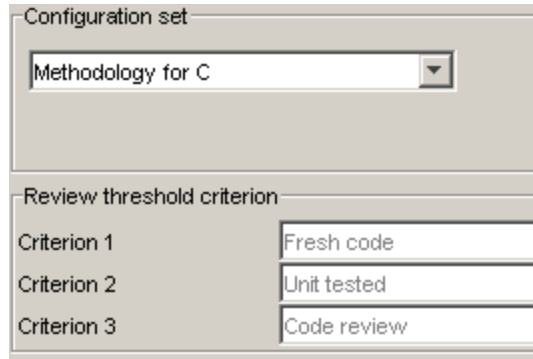 Configuration set
Methodology for C
Review threshold criterion
Criterion 1 Fresh code
Criterion 2 Unit tested
Criterion 3 Code review